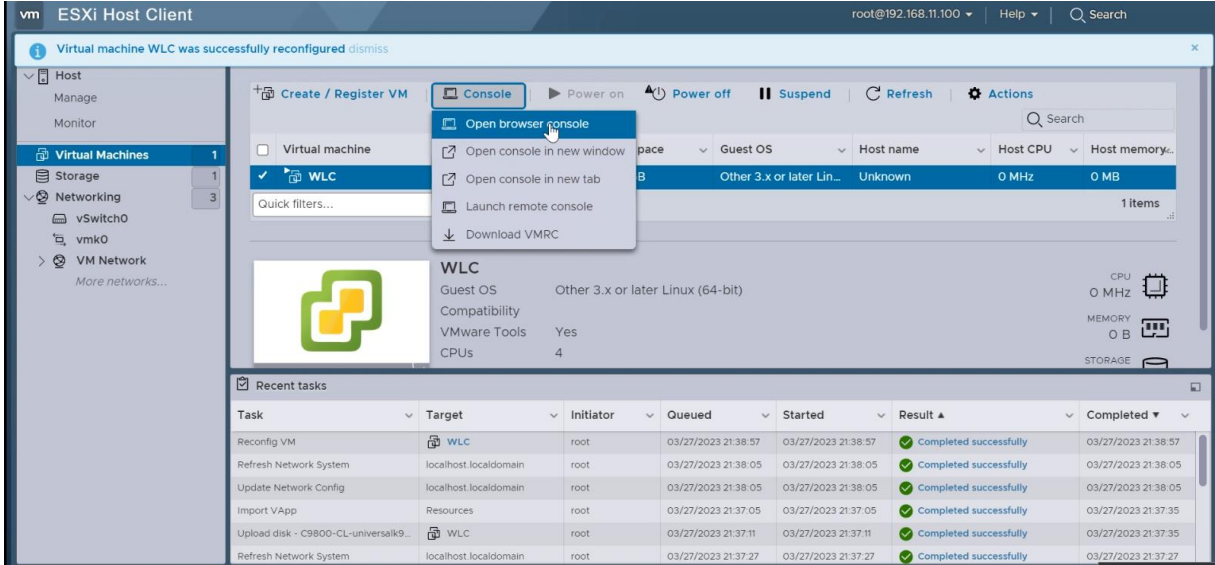 vm ESXi Host Client root@192.168.11.100 Help Search
Virtual machine WLC was successfully reconfigured dismiss ×
Host
Manage
Monitor
Virtual Machines 1
Storage 1
Networking 3
vSwitch0
vmk0
VM Network
More networks...
Create / Register VM Console Power on Power off Suspend Refresh Actions
Search
Open browser console
Open console in new window
Open console in new tab
Launch remote console
Download VMRC
Virtual machine pace Guest OS Host name Host CPU Host memory..
WLC B Other 3.x or later Lin... Unknown 0 MHz 0 MB
Quick filters... 1 items
WLC
Guest OS Other 3.x or later Linux (64-bit)
Compatibility
VMware Tools Yes
CPUs 4
CPU
0 MHz
MEMORY
0 B
STORAGE
Recent tasks
Task Target Initiator Queued Started Result ▲ Completed ▼
Reconfig VM WLC root 03/27/2023 21:38:57 03/27/2023 21:38:57 Completed successfully 03/27/2023 21:38:57
Refresh Network System localhost.localdomain root 03/27/2023 21:38:05 03/27/2023 21:38:05 Completed successfully 03/27/2023 21:38:05
Update Network Config localhost.localdomain root 03/27/2023 21:38:05 03/27/2023 21:38:05 Completed successfully 03/27/2023 21:38:05
Import VApp Resources root 03/27/2023 21:37:05 03/27/2023 21:37:05 Completed successfully 03/27/2023 21:37:35
Upload disk - C9800-CL-universalk9... WLC root 03/27/2023 21:37:11 03/27/2023 21:37:11 Completed successfully 03/27/2023 21:37:35
Refresh Network System localhost.localdomain root 03/27/2023 21:37:27 03/27/2023 21:37:27 Completed successfully 03/27/2023 21:37:27